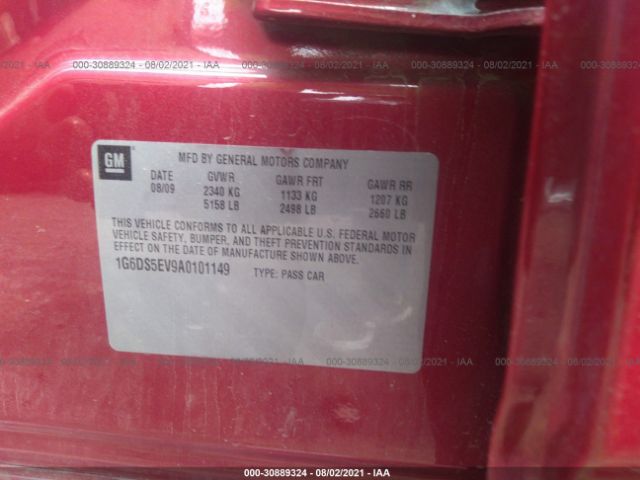 000-30889324 - 08/02/2021 - IAA
GM
MFD BY GENERAL MOTORS COMPANY
DATE GVWR GAWR FRT GAWR RR
08/09 2340 KG 1133 KG 1207 KG
5158 LB 2498 LB 2660 LB
THIS VEHICLE CONFORMS TO ALL APPLICABLE U.S. FEDERAL MOTOR
VEHICLE SAFETY, BUMPER, AND THEFT PREVENTION STANDARDS IN
EFFECT ON THE DATE OF MANUFACTURE SHOWN ABOVE.
1G6DS5EV9A0101149 TYPE: PASS CAR
000-30889324 - 08/02/2021 - IAA
000-30889324 - 08/02/2021 - IAA